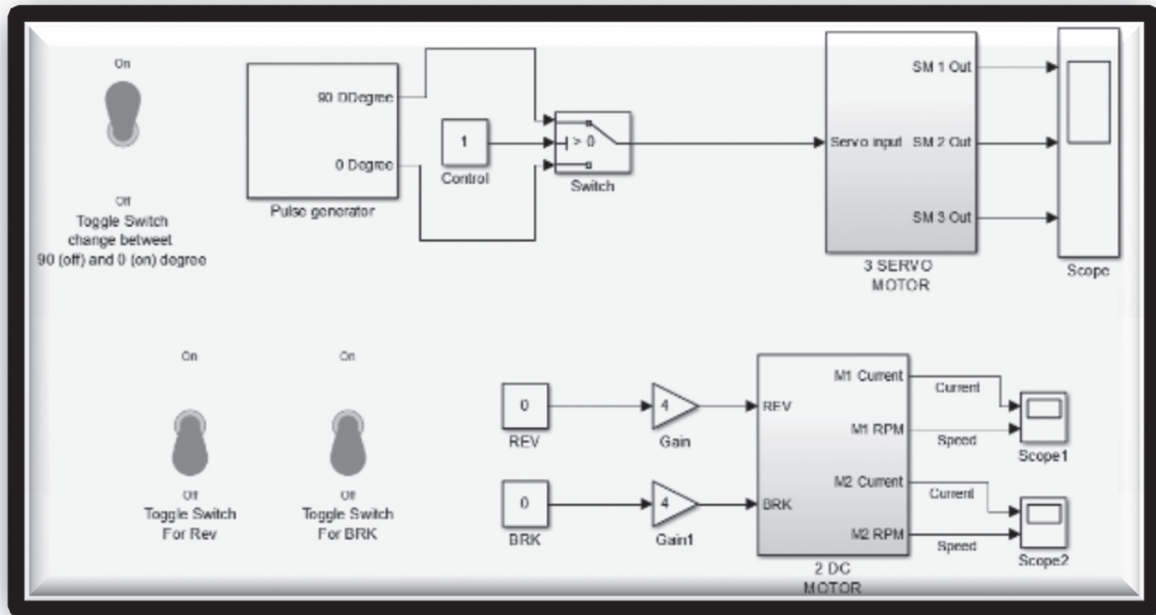 On
Off
Toggle Switch
change betweet
90 (off) and 0 (on) degree
90 DDegree
0 Degree
Pulse generator
1
Control
> 0
Switch
Servo input
SM 1 Out
SM 2 Out
SM 3 Out
3 SERVO
MOTOR
Scope
On
Off
Toggle Switch
For Rev
On
Off
Toggle Switch
For BRK
0
REV
4
Gain
0
BRK
4
Gain1
REV
BRK
M1 Current
M1 RPM
M2 Current
M2 RPM
2 DC
MOTOR
Current
Speed
Scope1
Current
Speed
Scope2